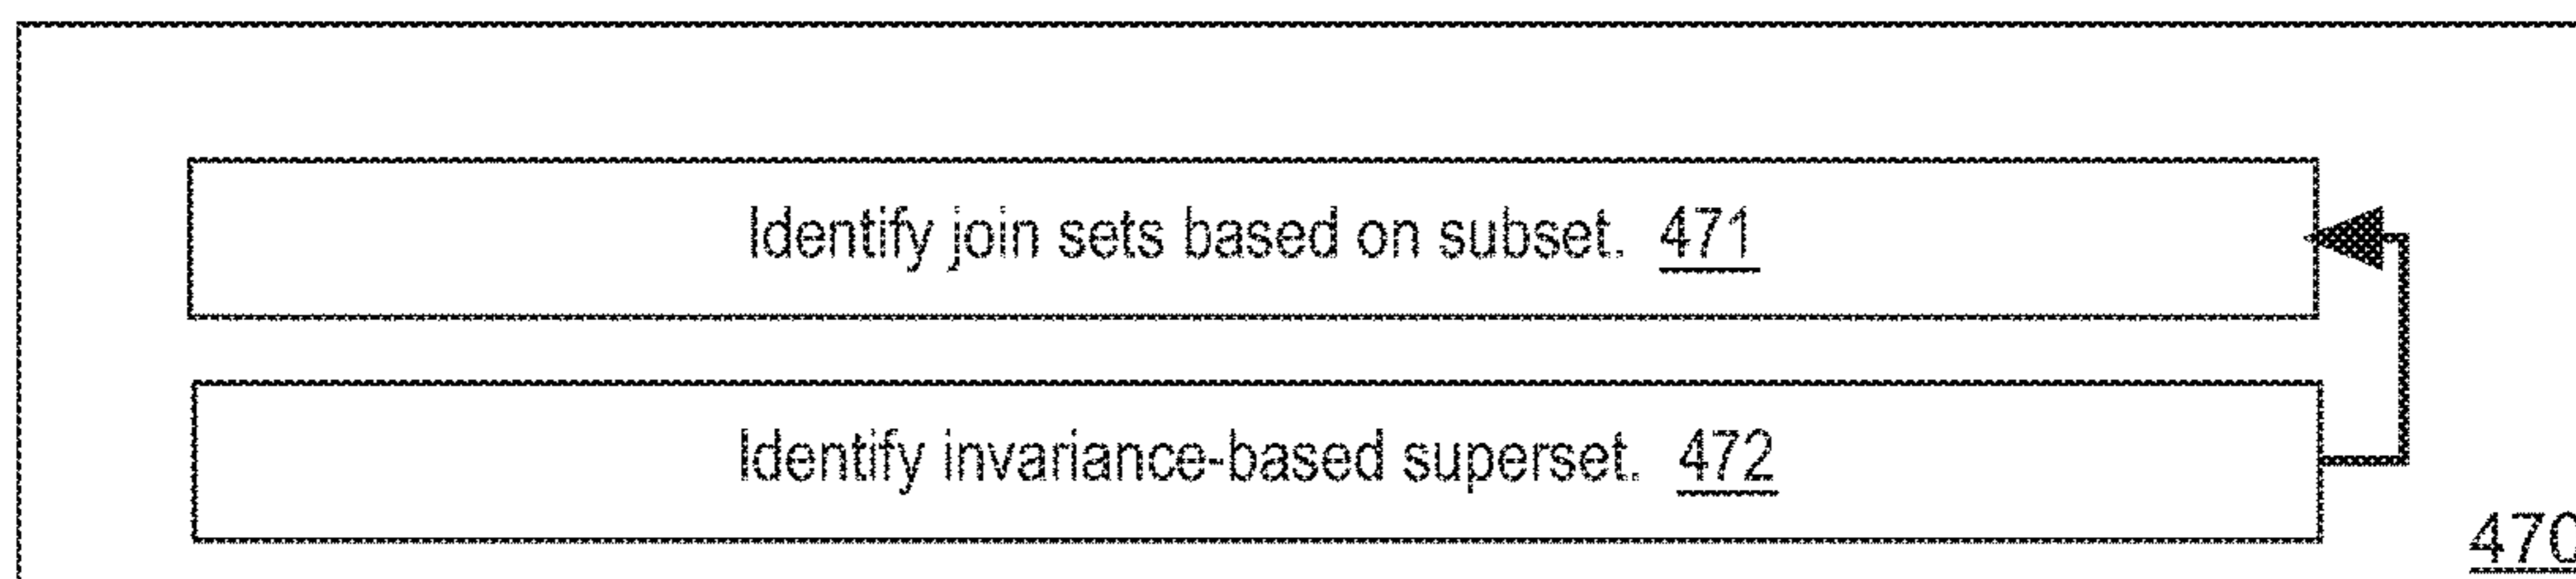 Identify join sets based on subset. 471
Identify invariance-based superset. 472
470